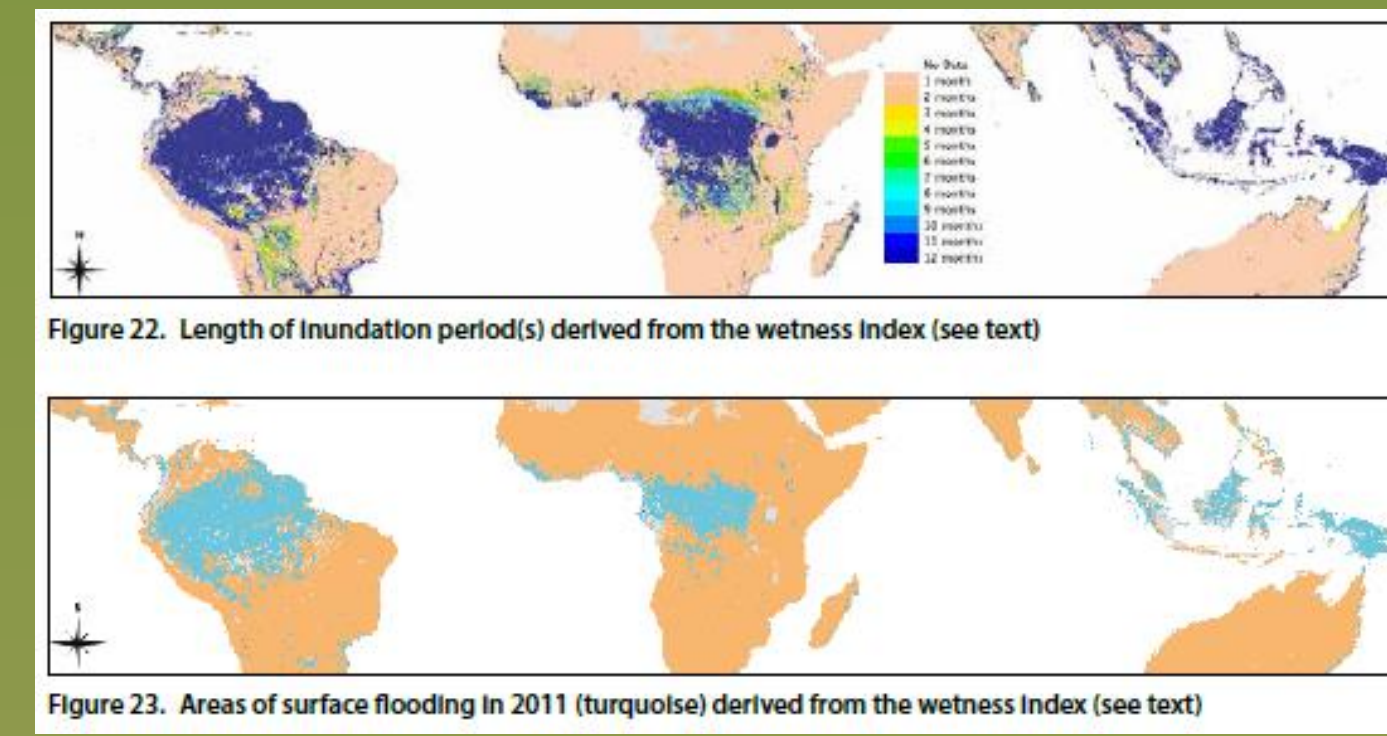 No Data
1 months
2 months
3 months
4 months
5 months
6 months
7 months
8 months
9 months
10 months
11 months
12 months
Figure 22. Length of inundation period(s) derived from the wetness index (see text)
Figure 23. Areas of surface flooding in 2011 (turquoise) derived from the wetness index (see text)